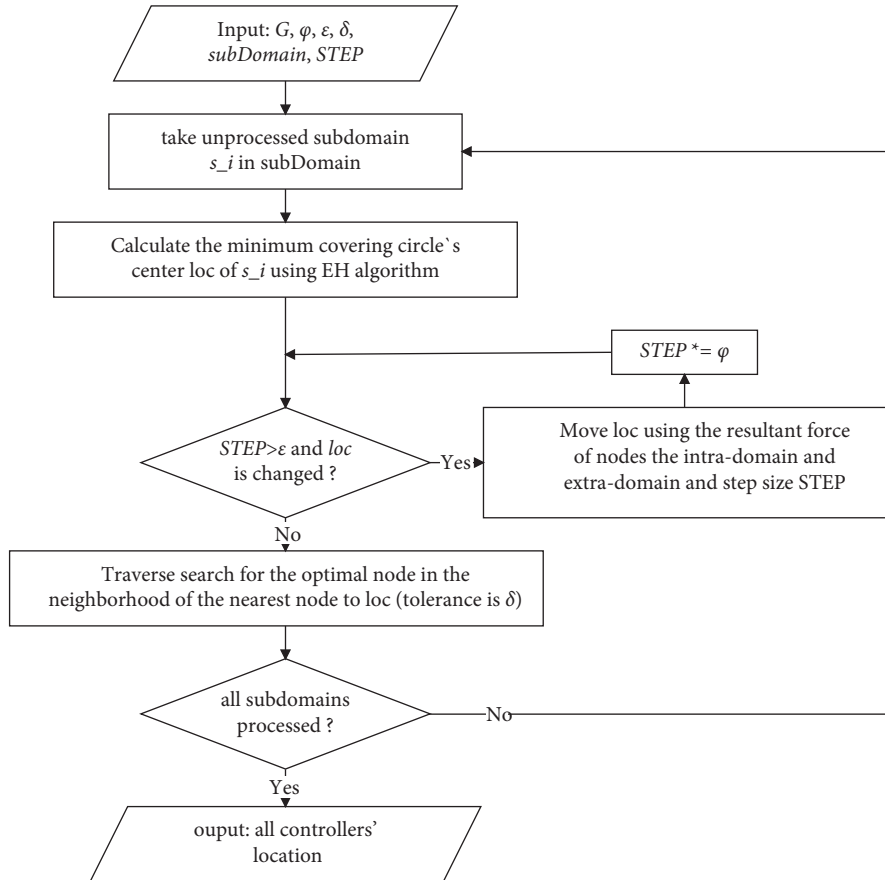 Input: G, φ, ε, δ,
subDomain, STEP
take unprocessed subdomain
s_i in subDomain
Calculate the minimum covering circle`s
center loc of s_i using EH algorithm
STEP *= φ
STEP>ε and loc
is changed ?
Yes
Move loc using the resultant force
of nodes the intra-domain and
extra-domain and step size STEP
No
Traverse search for the optimal node in the
neighborhood of the nearest node to loc (tolerance is δ)
all subdomains
processed ?
No
Yes
ouput: all controllers’
location